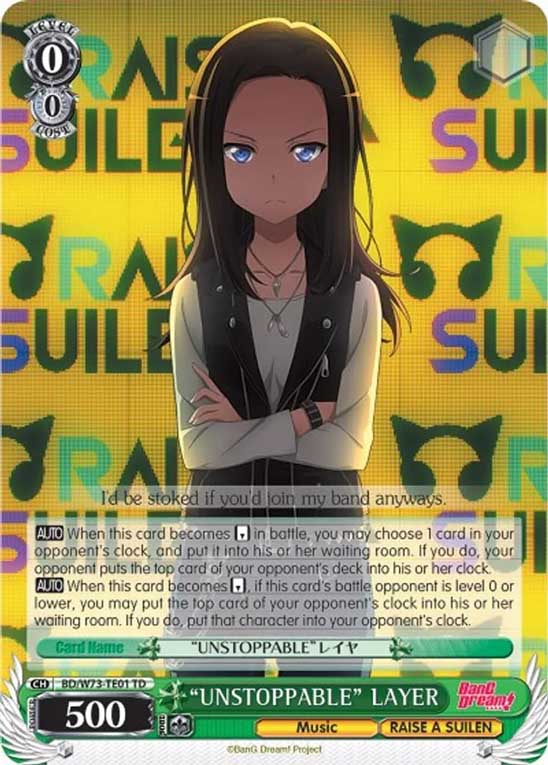 LEVEL
0
0
COST
RAIS A
SUILE
R
S
RAI
SUILE
R
SUIL
RAI
SUIL
R
SUI
I'd be stoked if you'd join my band anyways.
AUTO When this card becomes in battle, you may choose 1 card in your
opponent's clock, and put it into his or her waiting room. If you do, your
opponent puts the top card of your opponent's deck into his or her clock.
AUTO When this card becomes , if this card's battle opponent is level 0 or
lower, you may put the top card of your opponent's clock into his or her
waiting room. If you do, put that character into your opponent's clock.
Card Name "UNSTOPPABLE"レイヤ
CH BD/W73-TE01 TD
"UNSTOPPABLE" LAYER
BanG Dream!
POWER 500 SOUL
Music RAISE A SUILEN
©BanG Dream! Project